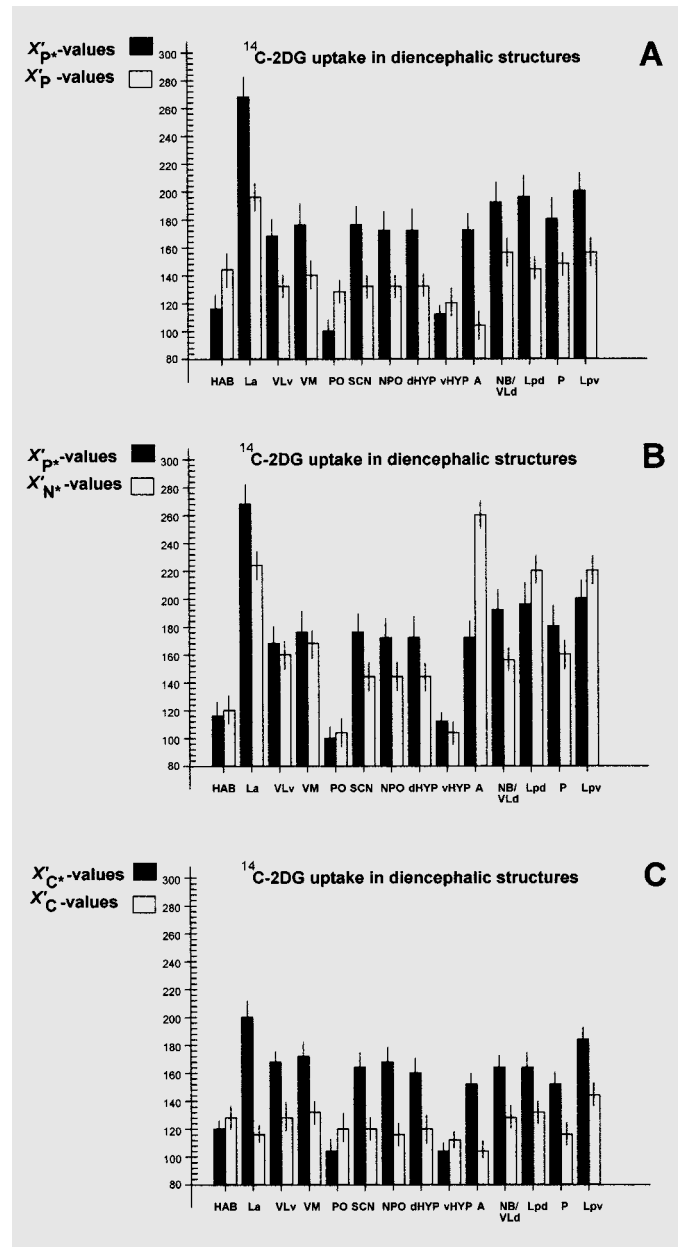 X′P*-values
X′P -values
14C-2DG uptake in diencephalic structures
A
300
280
260
240
220
200
180
160
140
120
100
80
HAB La VLv VM PO SCN NPO dHYP vHYP A NB/VLd Lpd P Lpv
X′P*-values
X′N*-values
14C-2DG uptake in diencephalic structures
B
300
280
260
240
220
200
180
160
140
120
100
80
HAB La VLv VM PO SCN NPO dHYP vHYP A NB/VLd Lpd P Lpv
X′C*-values
X′C -values
14C-2DG uptake in diencephalic structures
C
300
280
260
240
220
200
180
160
140
120
100
80
HAB La VLv VM PO SCN NPO dHYP vHYP A NB/VLd Lpd P Lpv